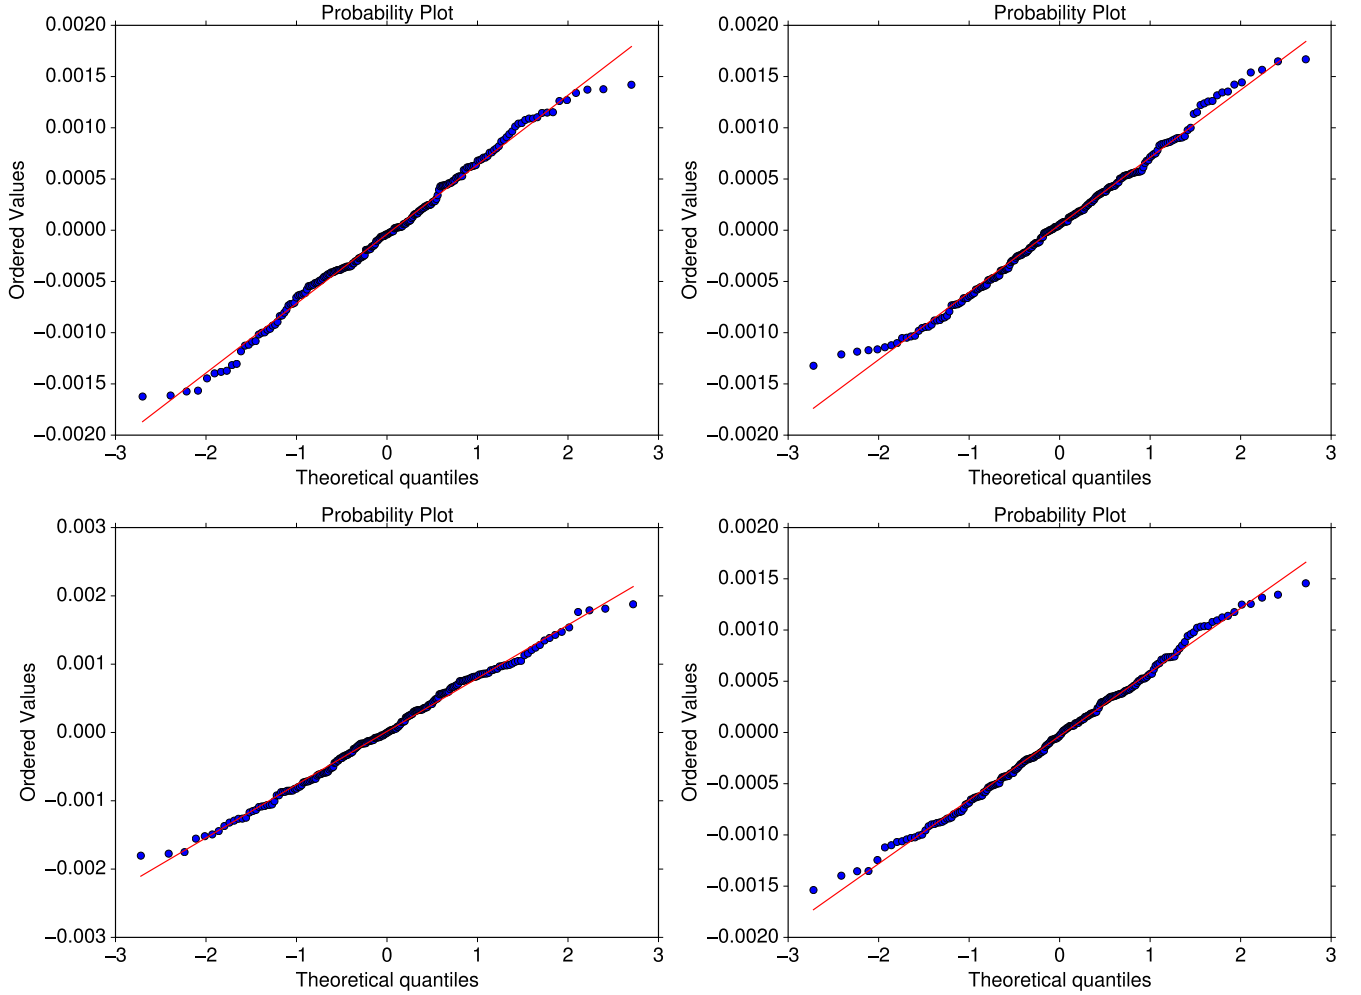 Probability Plot
0.0020
0.0015
0.0010
0.0005
0.0000
−0.0005
−0.0010
−0.0015
−0.0020
Ordered Values
−3 −2 −1 0 1 2 3
Theoretical quantiles
Probability Plot
0.0020
0.0015
0.0010
0.0005
0.0000
−0.0005
−0.0010
−0.0015
−0.0020
Ordered Values
−3 −2 −1 0 1 2 3
Theoretical quantiles
Probability Plot
0.003
0.002
0.001
0.000
−0.001
−0.002
−0.003
Ordered Values
−3 −2 −1 0 1 2 3
Theoretical quantiles
Probability Plot
0.0020
0.0015
0.0010
0.0005
0.0000
−0.0005
−0.0010
−0.0015
−0.0020
Ordered Values
−3 −2 −1 0 1 2 3
Theoretical quantiles